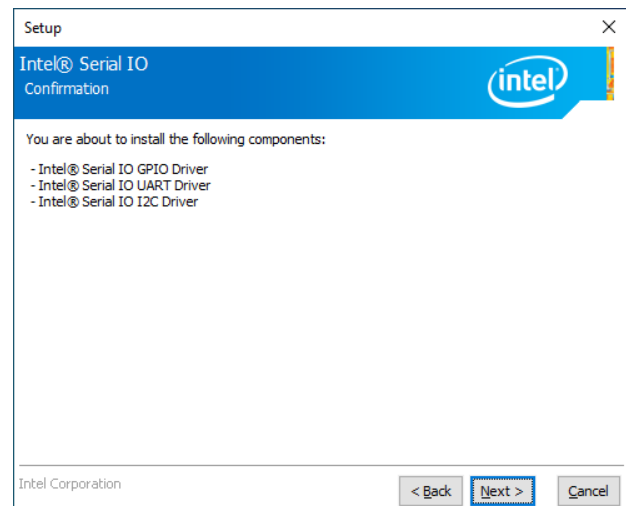 Setup
Intel® Serial IO
Confirmation
intel
You are about to install the following components:
- Intel® Serial IO GPIO Driver
- Intel® Serial IO UART Driver
- Intel® Serial IO I2C Driver
Intel Corporation
< Back
Next >
Cancel